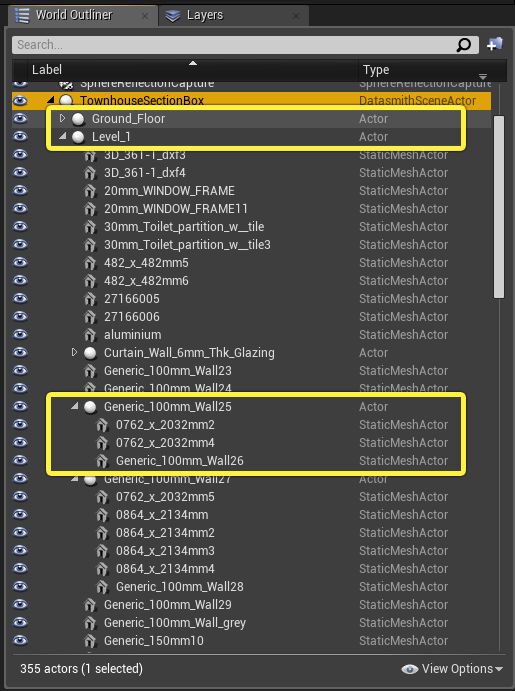 World Outliner Layers
Search...
Label Type
SphereReflectionCapture SphereReflectionCapture
TownhouseSectionBox DatasmithSceneActor
Ground_Floor Actor
Level_1 Actor
3D_361-1_dxf3 StaticMeshActor
3D_361-1_dxf4 StaticMeshActor
20mm_WINDOW_FRAME StaticMeshActor
20mm_WINDOW_FRAME11 StaticMeshActor
30mm_Toilet_partition_w__tile StaticMeshActor
30mm_Toilet_partition_w__tile3 StaticMeshActor
482_x_482mm5 StaticMeshActor
482_x_482mm6 StaticMeshActor
27166005 StaticMeshActor
27166006 StaticMeshActor
aluminium StaticMeshActor
Curtain_Wall_6mm_Thk_Glazing Actor
Generic_100mm_Wall23 StaticMeshActor
Generic_100mm_Wall24 StaticMeshActor
Generic_100mm_Wall25 Actor
0762_x_2032mm2 StaticMeshActor
0762_x_2032mm4 StaticMeshActor
Generic_100mm_Wall26 StaticMeshActor
Generic_100mm_Wall27 Actor
0762_x_2032mm5 StaticMeshActor
0864_x_2134mm StaticMeshActor
0864_x_2134mm2 StaticMeshActor
0864_x_2134mm3 StaticMeshActor
0864_x_2134mm4 StaticMeshActor
Generic_100mm_Wall28 StaticMeshActor
Generic_100mm_Wall29 StaticMeshActor
Generic_100mm_Wall_grey StaticMeshActor
Generic_150mm10 StaticMeshActor
355 actors (1 selected) View Options